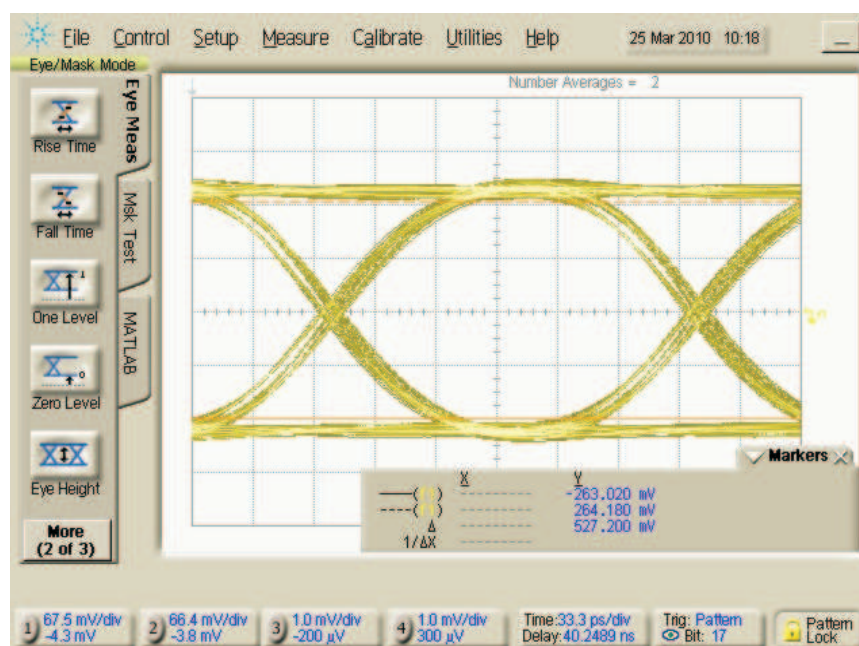 File Control Setup Measure Calibrate Utilities Help 25 Mar 2010 10:18
Eye/Mask Mode
Number Averages = 2
Eye Meas
Msk Test
MATLAB
Rise Time
Fall Time
One Level
Zero Level
Eye Height
More
(2 of 3)
Markers
X Y
-263.020 mV
264.180 mV
Δ 527.200 mV
1/ΔX
1) 67.5 mV/div
-4.3 mV
2) 66.4 mV/div
-3.8 mV
3) 1.0 mV/div
-200 µV
4) 1.0 mV/div
300 µV
Time:33.3 ps/div
Delay:40.2489 ns
Trig: Pattern
Bit: 17
Pattern
Lock